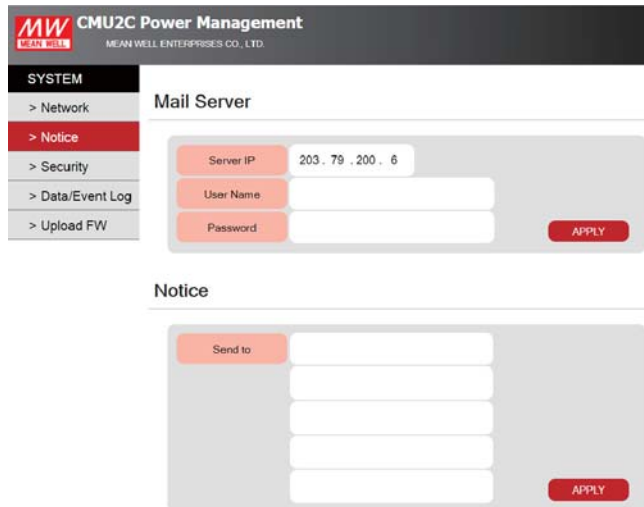 MW
MEAN WELL
CMU2C Power Management
MEAN WELL ENTERPRISES CO., LTD.
SYSTEM
> Network
> Notice
> Security
> Data/Event Log
> Upload FW
Mail Server
Server IP 203 . 79 . 200 . 6
User Name
Password
APPLY
Notice
Send to
APPLY